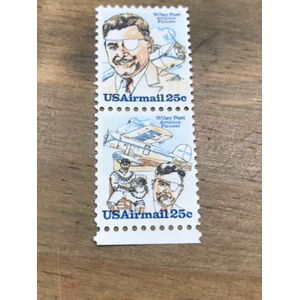 Wiley Post
Aviation
Pioneer
USAirmail 25c
Wiley Post
Aviation
Pioneer
USAirmail 25c